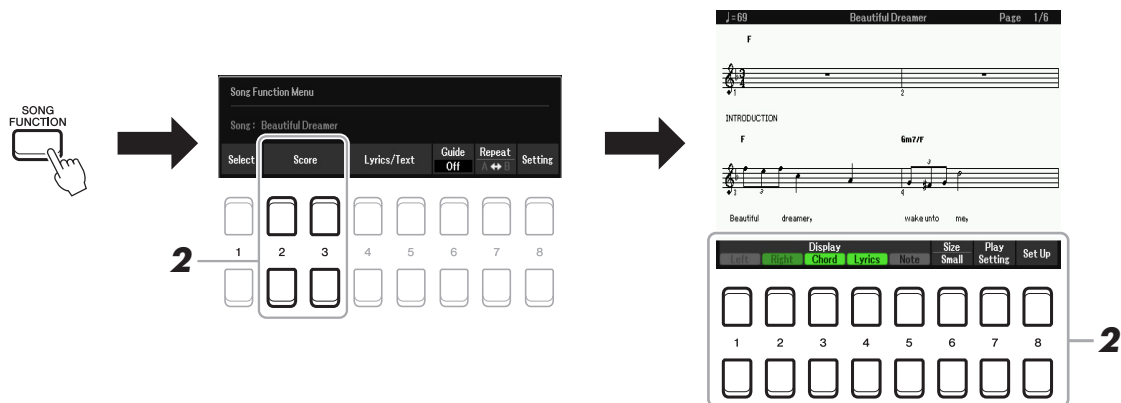 SONG
FUNCTION
Song Function Menu
Song : Beautiful Dreamer
Select Score Lyrics/Text Guide Off Repeat A ↔ B Setting
1 2 3 4 5 6 7 8
2
♩=69 Beautiful Dreamer Page 1/6
F
3
4
1 2
INTRODUCTION
F Gm7/F
3 3
4
Beautiful dreamer, wake unto me,
Display Size Play
Left Right Chord Lyrics Note Small Setting Set Up
1 2 3 4 5 6 7 8
2